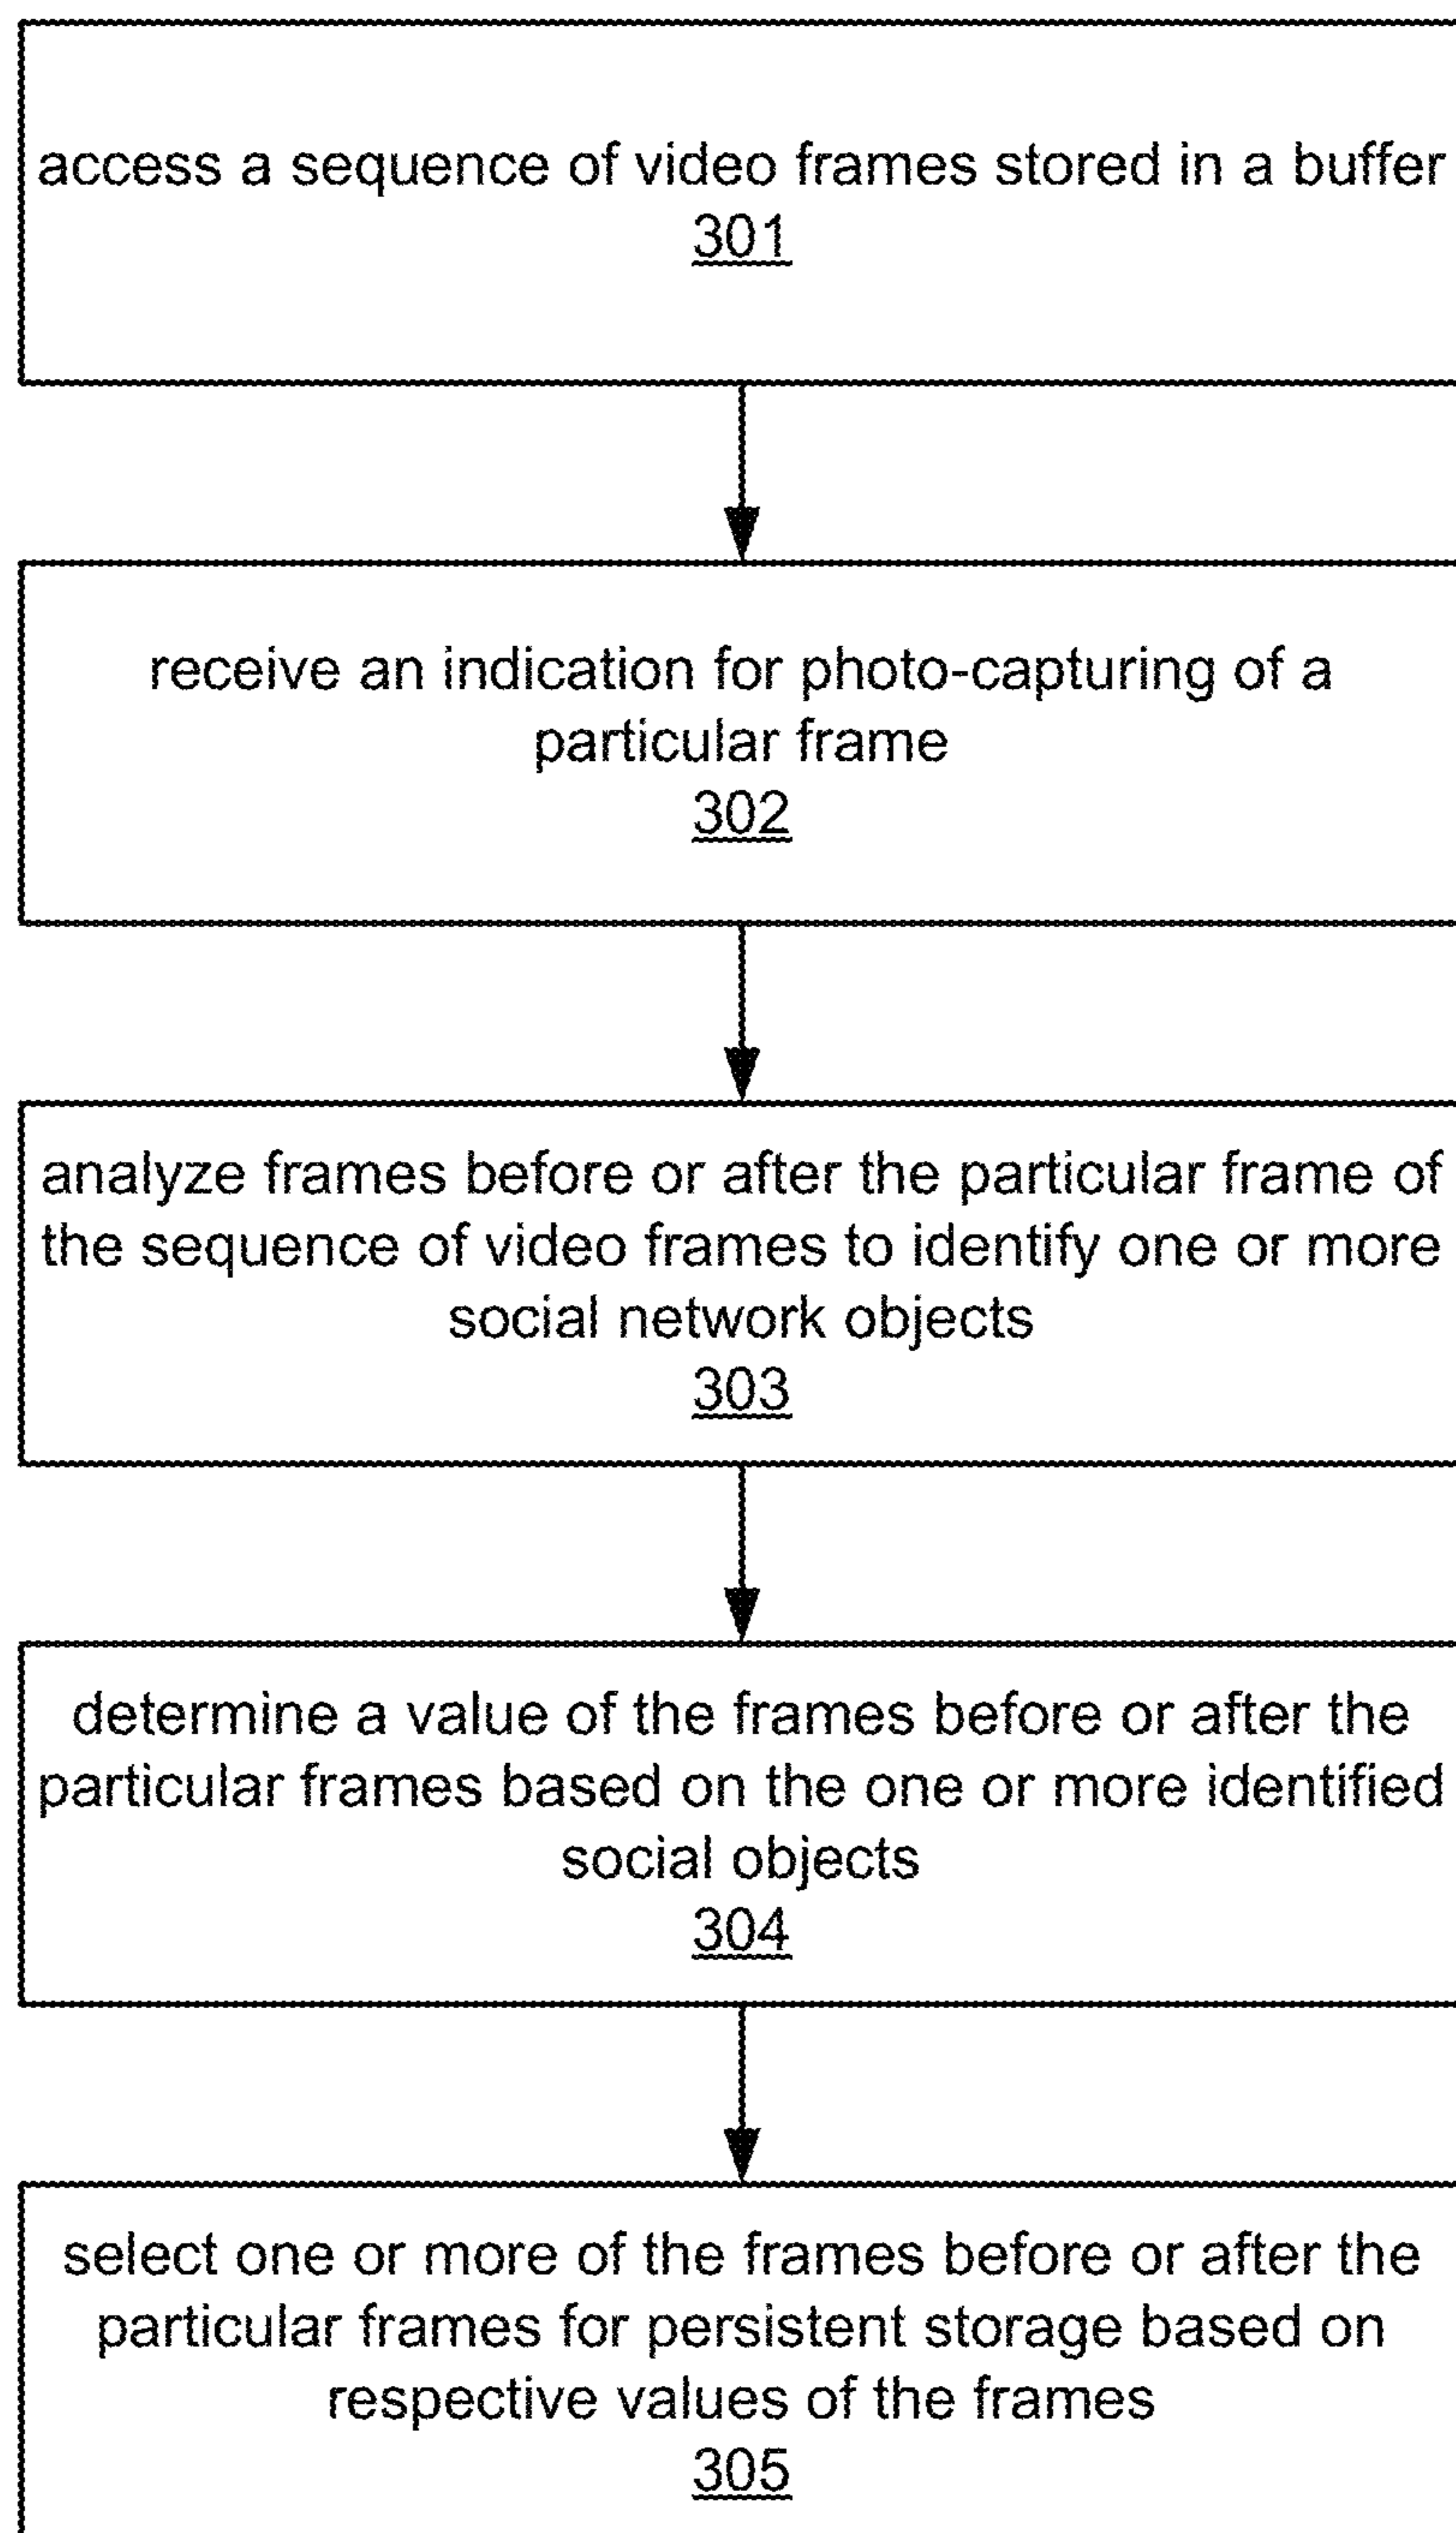 access a sequence of video frames stored in a buffer
301
receive an indication for photo-capturing of a
particular frame
302
analyze frames before or after the particular frame of
the sequence of video frames to identify one or more
social network objects
303
determine a value of the frames before or after the
particular frames based on the one or more identified
social objects
304
select one or more of the frames before or after the
particular frames for persistent storage based on
respective values of the frames
305